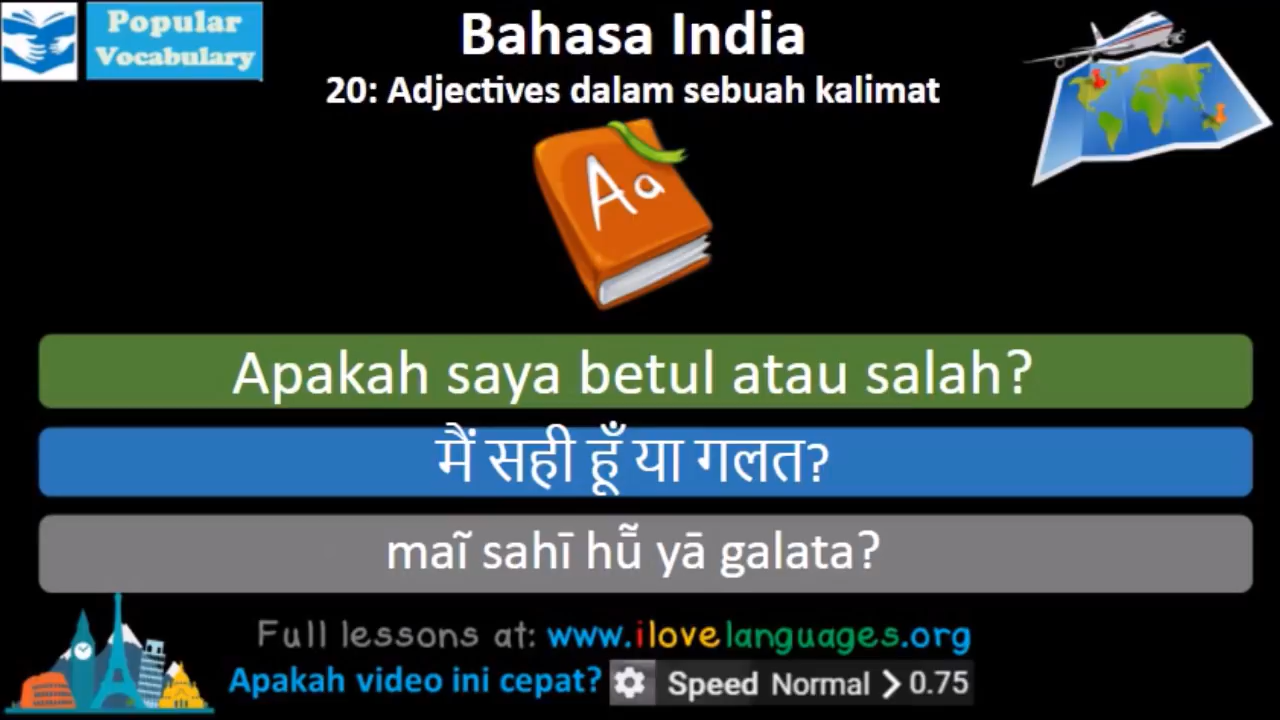 Popular
Vocabulary
Bahasa India
20: Adjectives dalam sebuah kalimat
Aa
Apakah saya betul atau salah?
मैं सही हूँ या गलत?
maĩ sahī hū̃ yā galata?
Full lessons at: www.ilovelanguages.org
Apakah video ini cepat? Speed Normal > 0.75